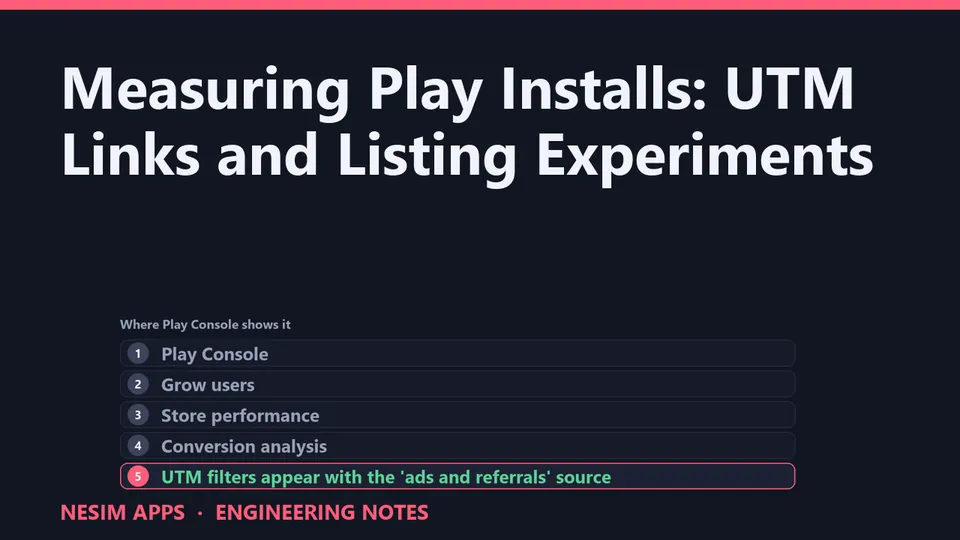 Measuring Play Installs: UTM
Links and Listing Experiments
Where Play Console shows it
1 Play Console
2 Grow users
3 Store performance
4 Conversion analysis
5 UTM filters appear with the 'ads and referrals' source
NESIM APPS · ENGINEERING NOTES